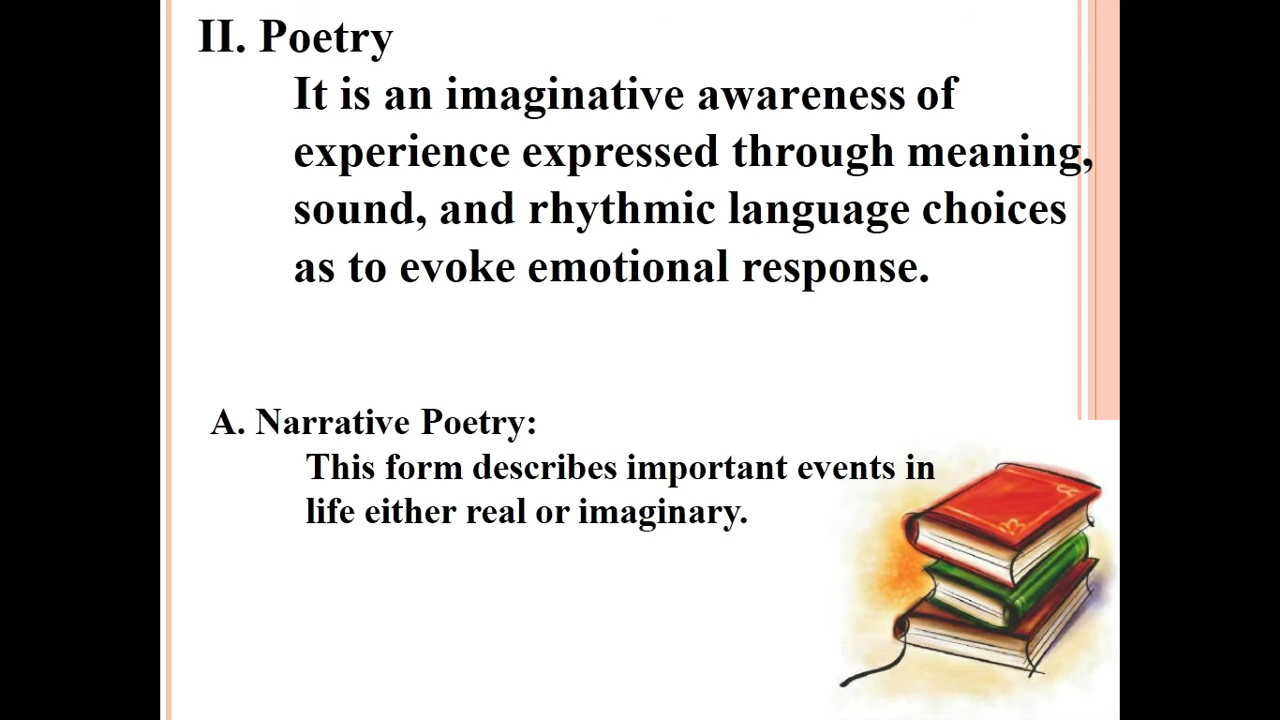 II. Poetry
It is an imaginative awareness of
experience expressed through meaning,
sound, and rhythmic language choices
as to evoke emotional response.
A. Narrative Poetry:
This form describes important events in
life either real or imaginary.